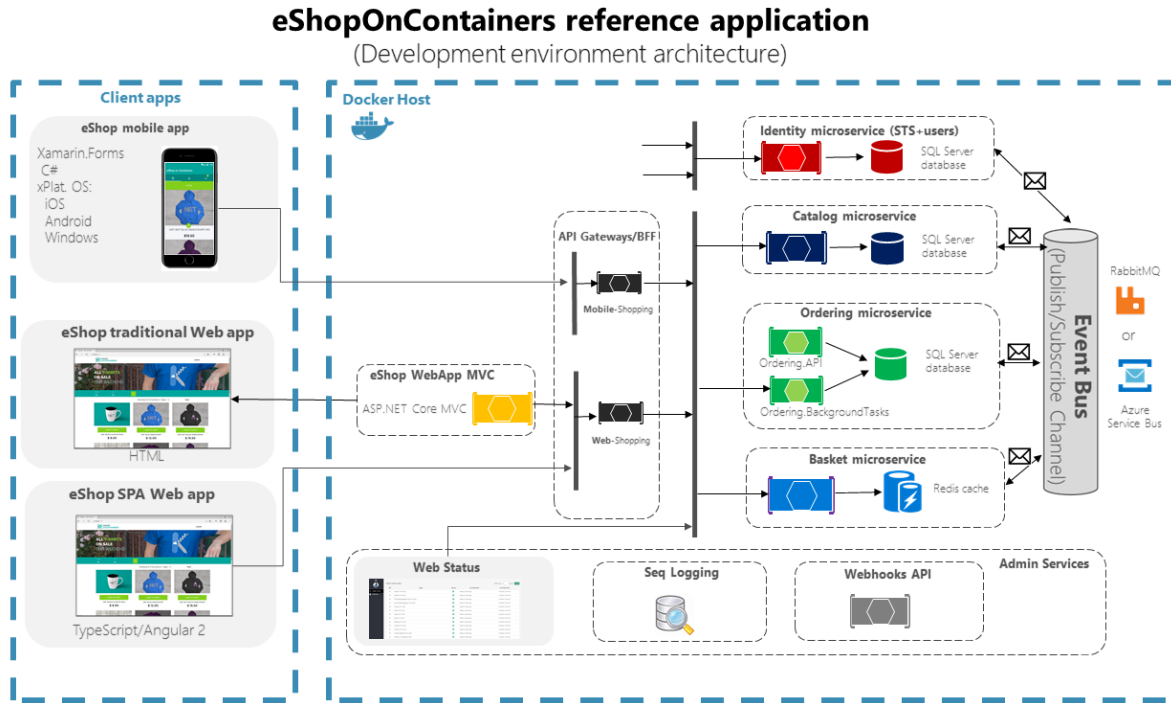 eShopOnContainers reference application
(Development environment architecture)
Client apps
eShop mobile app
Xamarin.Forms
C#
xPlat. OS:
iOS
Android
Windows
eShop traditional Web app
HTML
eShop SPA Web app
TypeScript/Angular 2
Docker Host
eShop WebApp MVC
ASP.NET Core MVC
API Gateways/BFF
Mobile-Shopping
Web-Shopping
Identity microservice (STS+users)
SQL Server
database
Catalog microservice
SQL Server
database
Ordering microservice
Ordering.API
Ordering.BackgroundTasks
SQL Server
database
Basket microservice
Redis cache
Event Bus
(Publish/Subscribe Channel)
RabbitMQ
or
Azure
Service Bus
Admin Services
Web Status
Seq Logging
Webhooks API